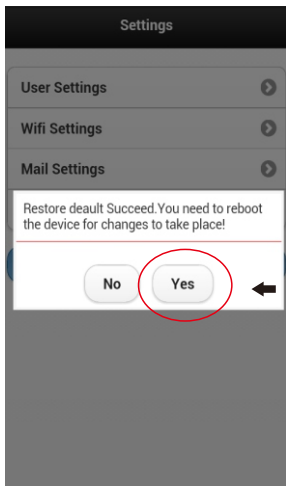 Settings
User Settings
Wifi Settings
Mail Settings
Restore deault Succeed.You need to reboot
the device for changes to take place!
No
Yes